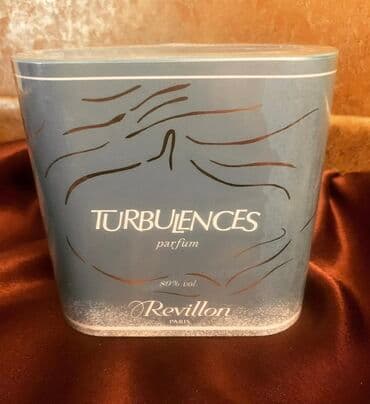 TURBULENCES
parfum
80% vol
Revillon
PARIS